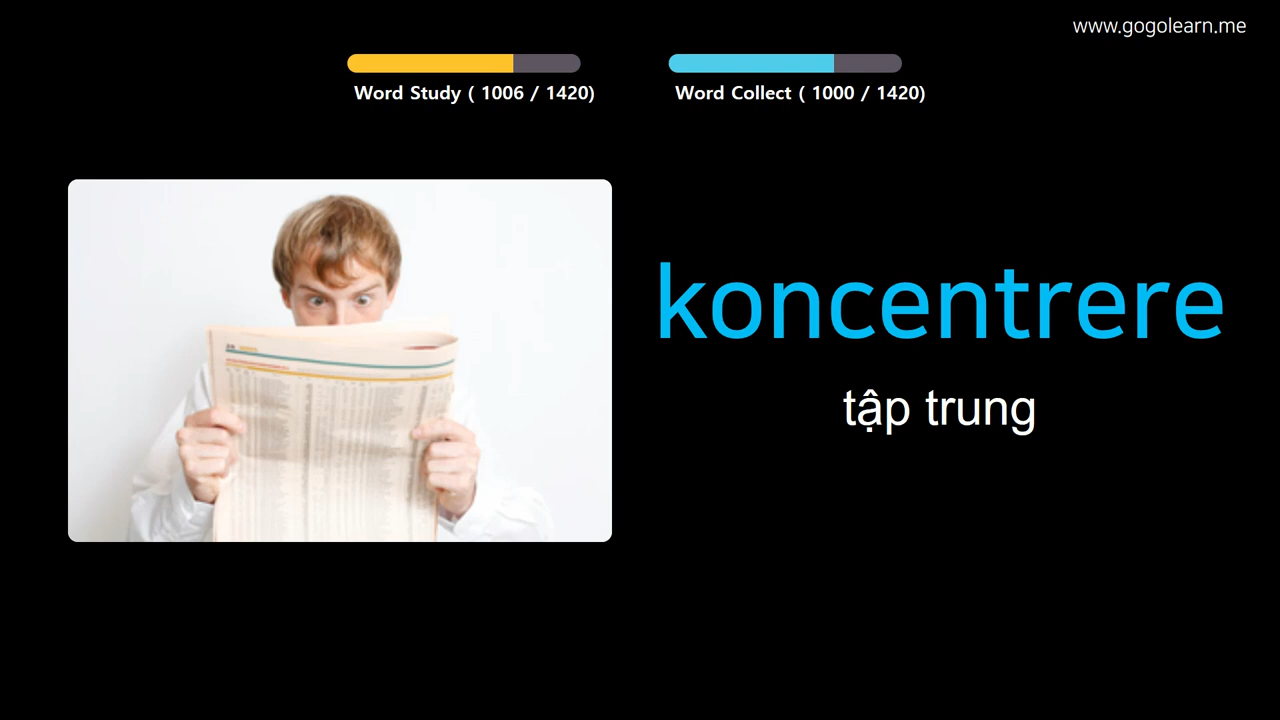 www.gogolearn.me
Word Study ( 1006 / 1420)
Word Collect ( 1000 / 1420)
koncentrere
tập trung